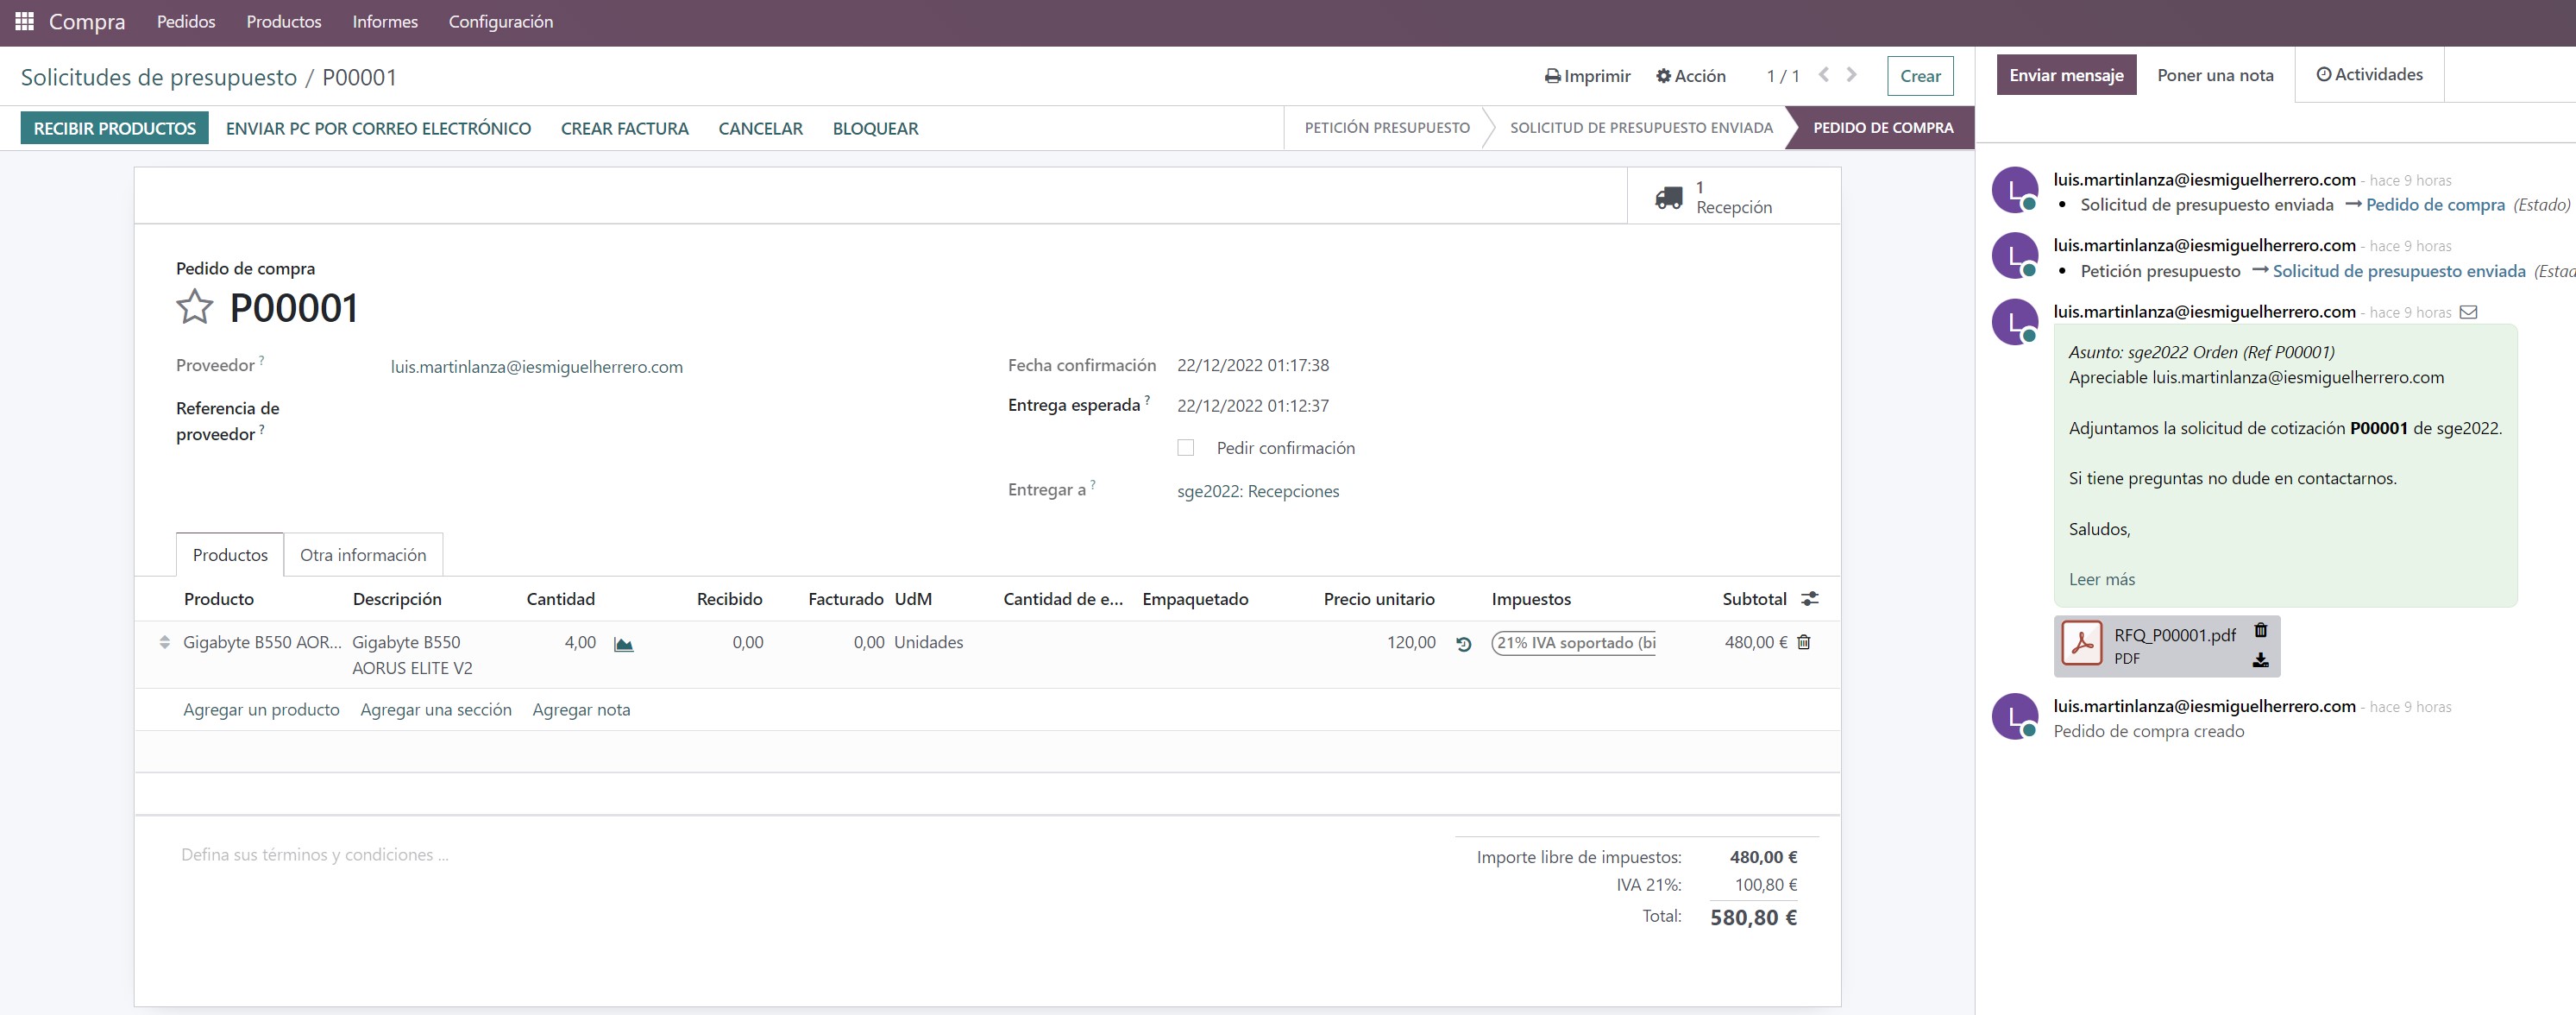 Compra Pedidos Productos Informes Configuración
Solicitudes de presupuesto / P00001
Imprimir Acción 1 / 1 Crear
RECIBIR PRODUCTOS ENVIAR PC POR CORREO ELECTRÓNICO CREAR FACTURA CANCELAR BLOQUEAR
PETICIÓN PRESUPUESTO SOLICITUD DE PRESUPUESTO ENVIADA PEDIDO DE COMPRA
1
Recepción
Pedido de compra
P00001
Proveedor ? luis.martinlanza@iesmiguelherrero.com
Referencia de
proveedor ?
Fecha confirmación 22/12/2022 01:17:38
Entrega esperada ? 22/12/2022 01:12:37
Pedir confirmación
Entregar a ? sge2022: Recepciones
Productos Otra información
Producto Descripción Cantidad Recibido Facturado UdM Cantidad de e... Empaquetado Precio unitario Impuestos Subtotal
Gigabyte B550 AOR... Gigabyte B550 4,00 0,00 0,00 Unidades 120,00 21% IVA soportado (bi 480,00 €
AORUS ELITE V2
Agregar un producto Agregar una sección Agregar nota
Defina sus términos y condiciones ...
Importe libre de impuestos: 480,00 €
IVA 21%: 100,80 €
Total: 580,80 €
Enviar mensaje Poner una nota Actividades
L
luis.martinlanza@iesmiguelherrero.com - hace 9 horas
• Solicitud de presupuesto enviada → Pedido de compra (Estado)
L
luis.martinlanza@iesmiguelherrero.com - hace 9 horas
• Petición presupuesto → Solicitud de presupuesto enviada (Estad
L
luis.martinlanza@iesmiguelherrero.com - hace 9 horas
Asunto: sge2022 Orden (Ref P00001)
Apreciable luis.martinlanza@iesmiguelherrero.com
Adjuntamos la solicitud de cotización P00001 de sge2022.
Si tiene preguntas no dude en contactarnos.
Saludos,
Leer más
RFQ_P00001.pdf
PDF
L
luis.martinlanza@iesmiguelherrero.com - hace 9 horas
Pedido de compra creado